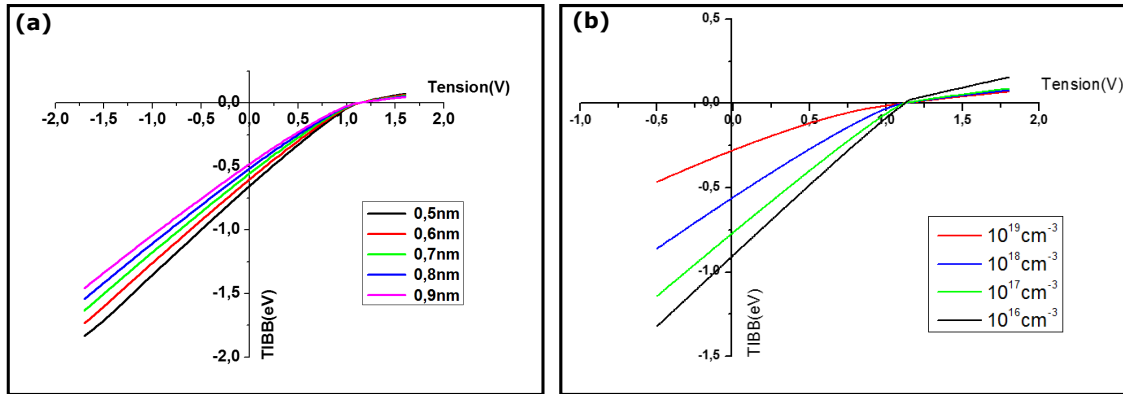 (a)
Tension(V)
0,0
-2,0 -1,5 -1,0 -0,5 0,0 0,5 1,0 1,5 2,0
-0,5
-1,0
-1,5
-2,0
TIBB(eV)
0,5nm
0,6nm
0,7nm
0,8nm
0,9nm
(b)
0,5
Tension(V)
0,0
-0,5 0,0 0,5 1,0 1,5 2,0
-0,5
-1,0
-1,5
TIBB(eV)
10¹⁹cm⁻³
10¹⁸cm⁻³
10¹⁷cm⁻³
10¹⁶cm⁻³